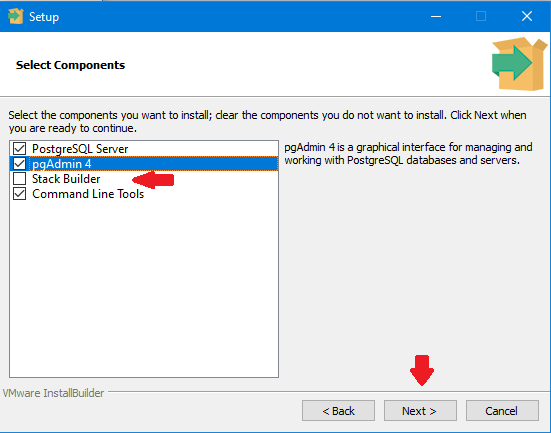 Setup
Select Components
Select the components you want to install; clear the components you do not want to install. Click Next when
you are ready to continue.
PostgreSQL Server
pgAdmin 4
Stack Builder
Command Line Tools
pgAdmin 4 is a graphical interface for managing and
working with PostgreSQL databases and servers.
VMware InstallBuilder
< Back
Next >
Cancel